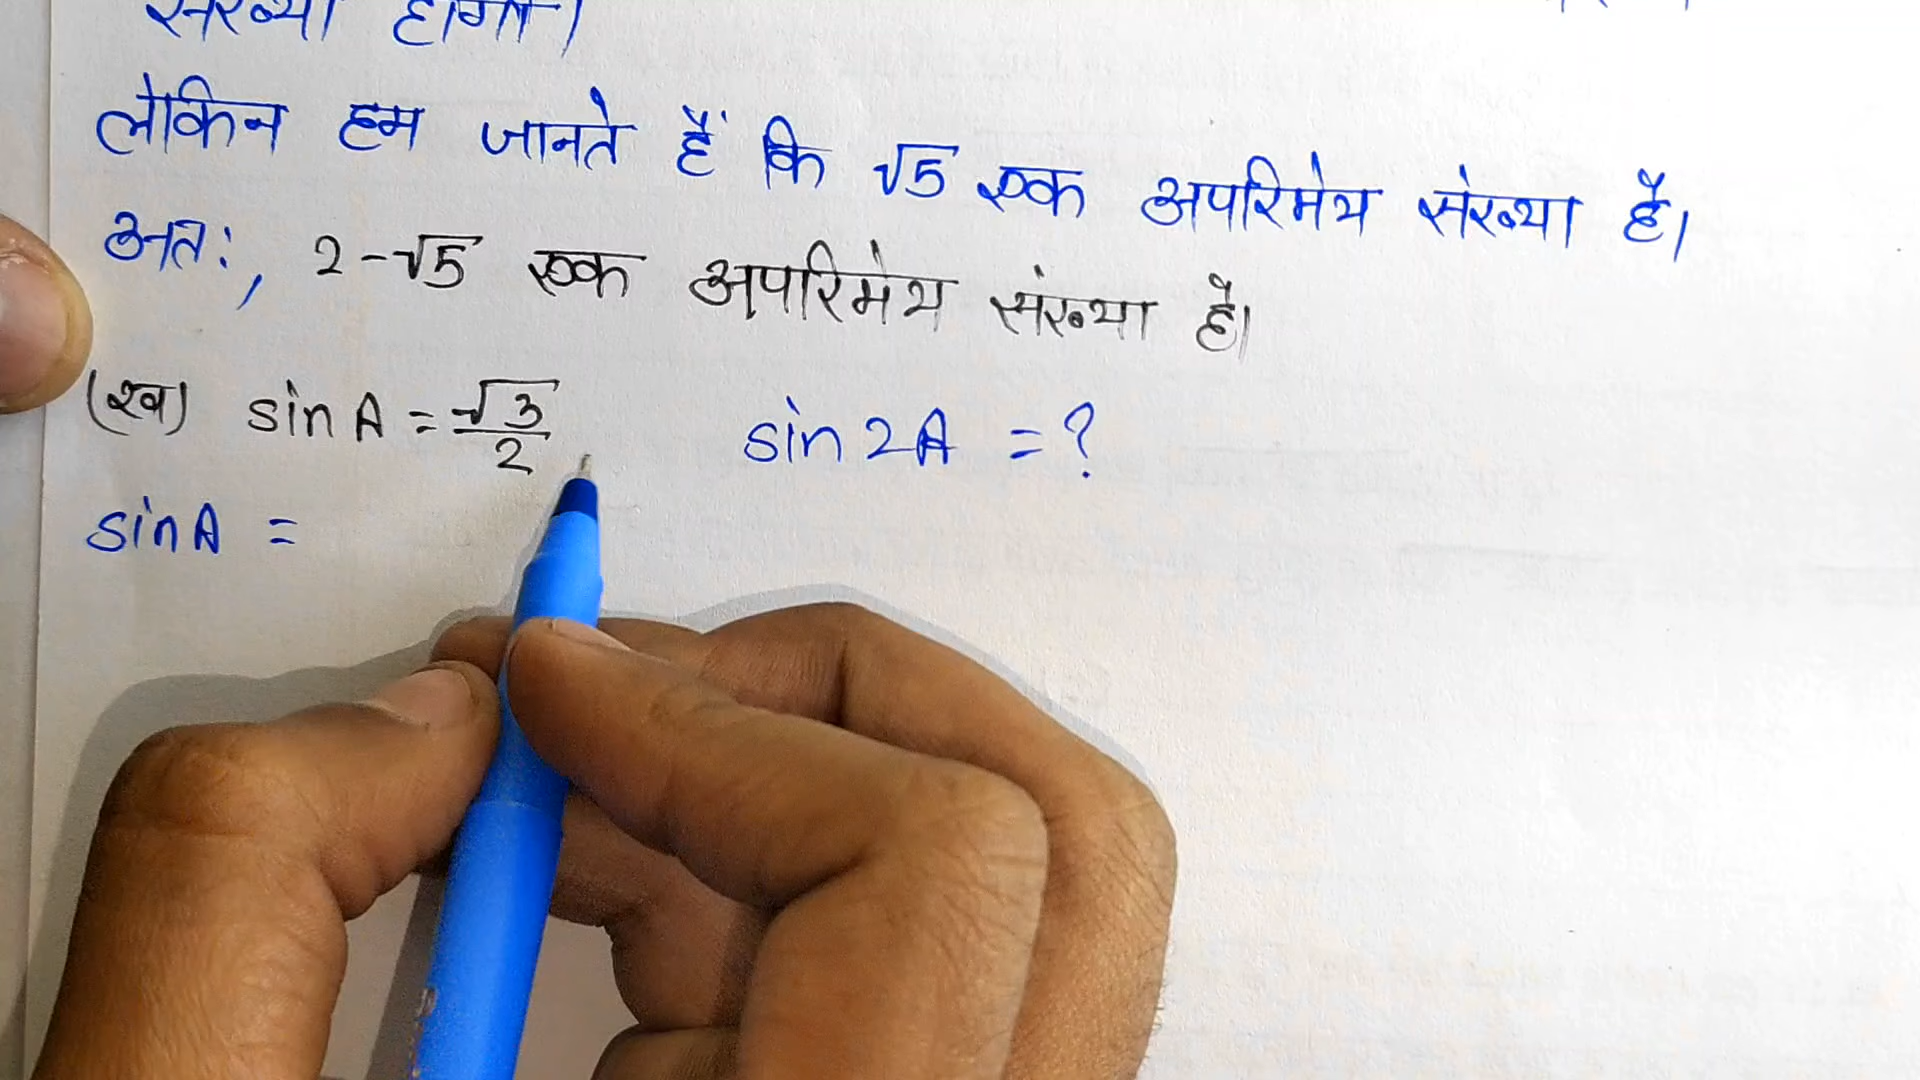 संख्या होगा।
लेकिन हम जानते हैं कि √5 एक अपरिमेय संख्या है।
अतः, 2-√5 एक अपरिमेय संख्या है।
(ख) sin A = √3/2 sin 2A = ?
sin A =